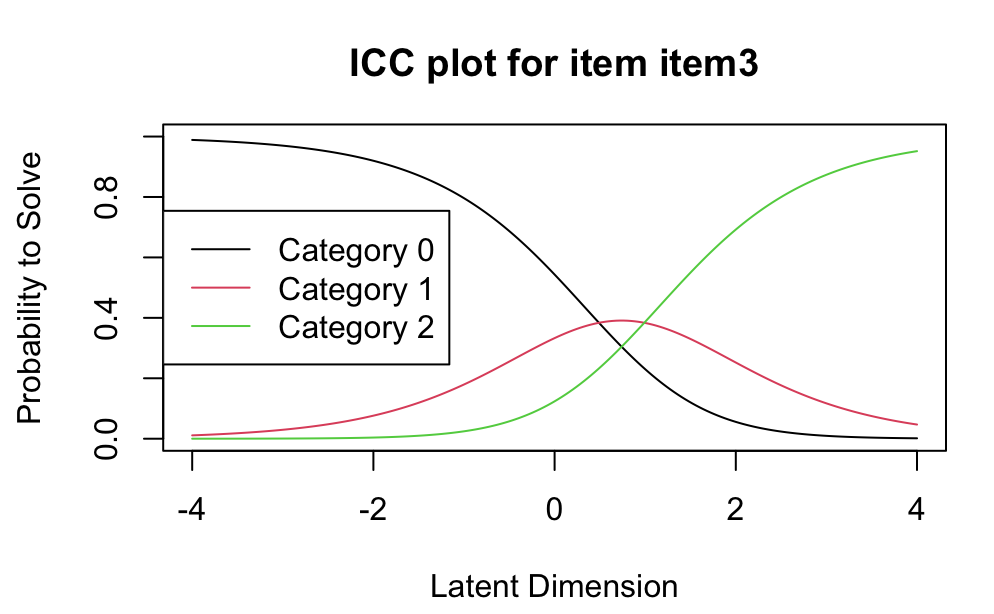 ICC plot for item item3
Probability to Solve
0.8
0.4
0.0
Category 0
Category 1
Category 2
-4 -2 0 2 4
Latent Dimension